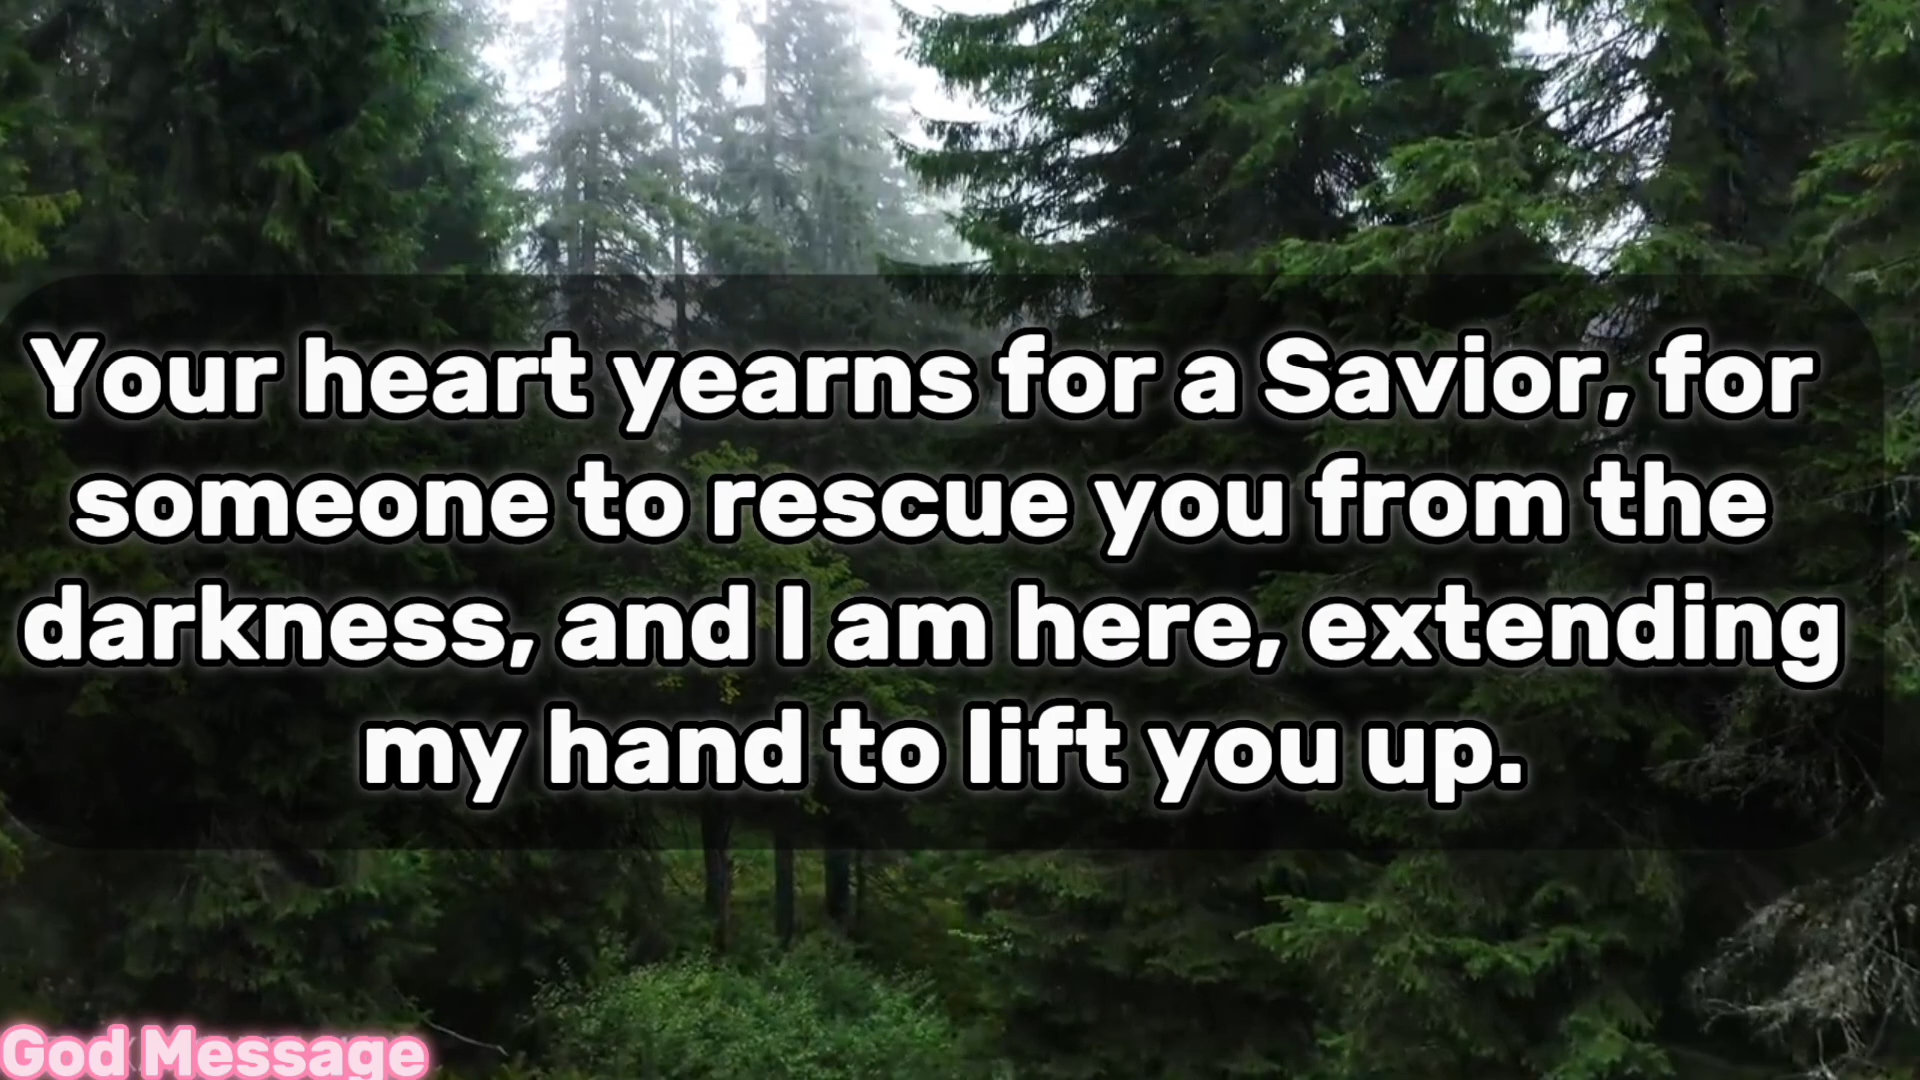 Your heart yearns for a Savior, for
someone to rescue you from the
darkness, and I am here, extending
my hand to lift you up.
God Message